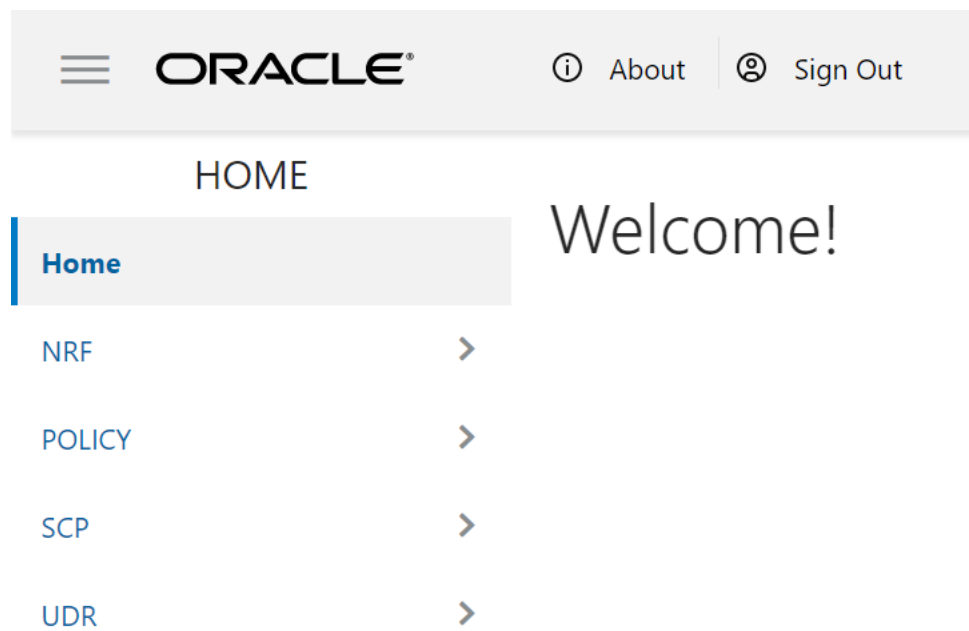 ORACLE®
About
Sign Out
HOME
Welcome!
Home
NRF
POLICY
SCP
UDR